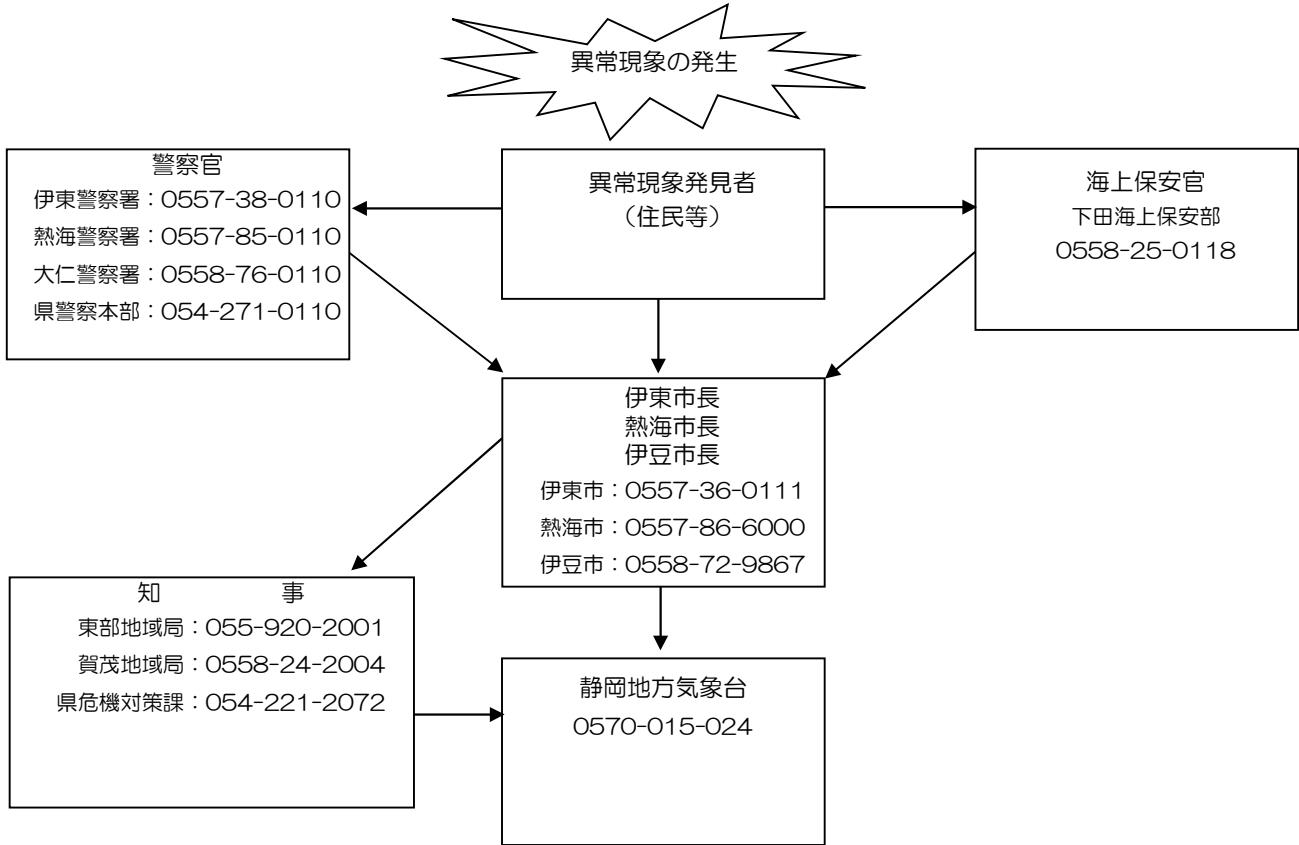 異常現象の発生
警察官
伊東警察署：0557-38-0110
熱海警察署：0557-85-0110
大仁警察署：0558-76-0110
県警察本部：054-271-0110
異常現象発見者
（住民等）
海上保安官
下田海上保安部
0558-25-0118
伊東市長
熱海市長
伊豆市長
伊東市：0557-36-0111
熱海市：0557-86-6000
伊豆市：0558-72-9867
知　　　　　事
東部地域局：055-920-2001
賀茂地域局：0558-24-2004
県危機対策課：054-221-2072
静岡地方気象台
0570-015-024